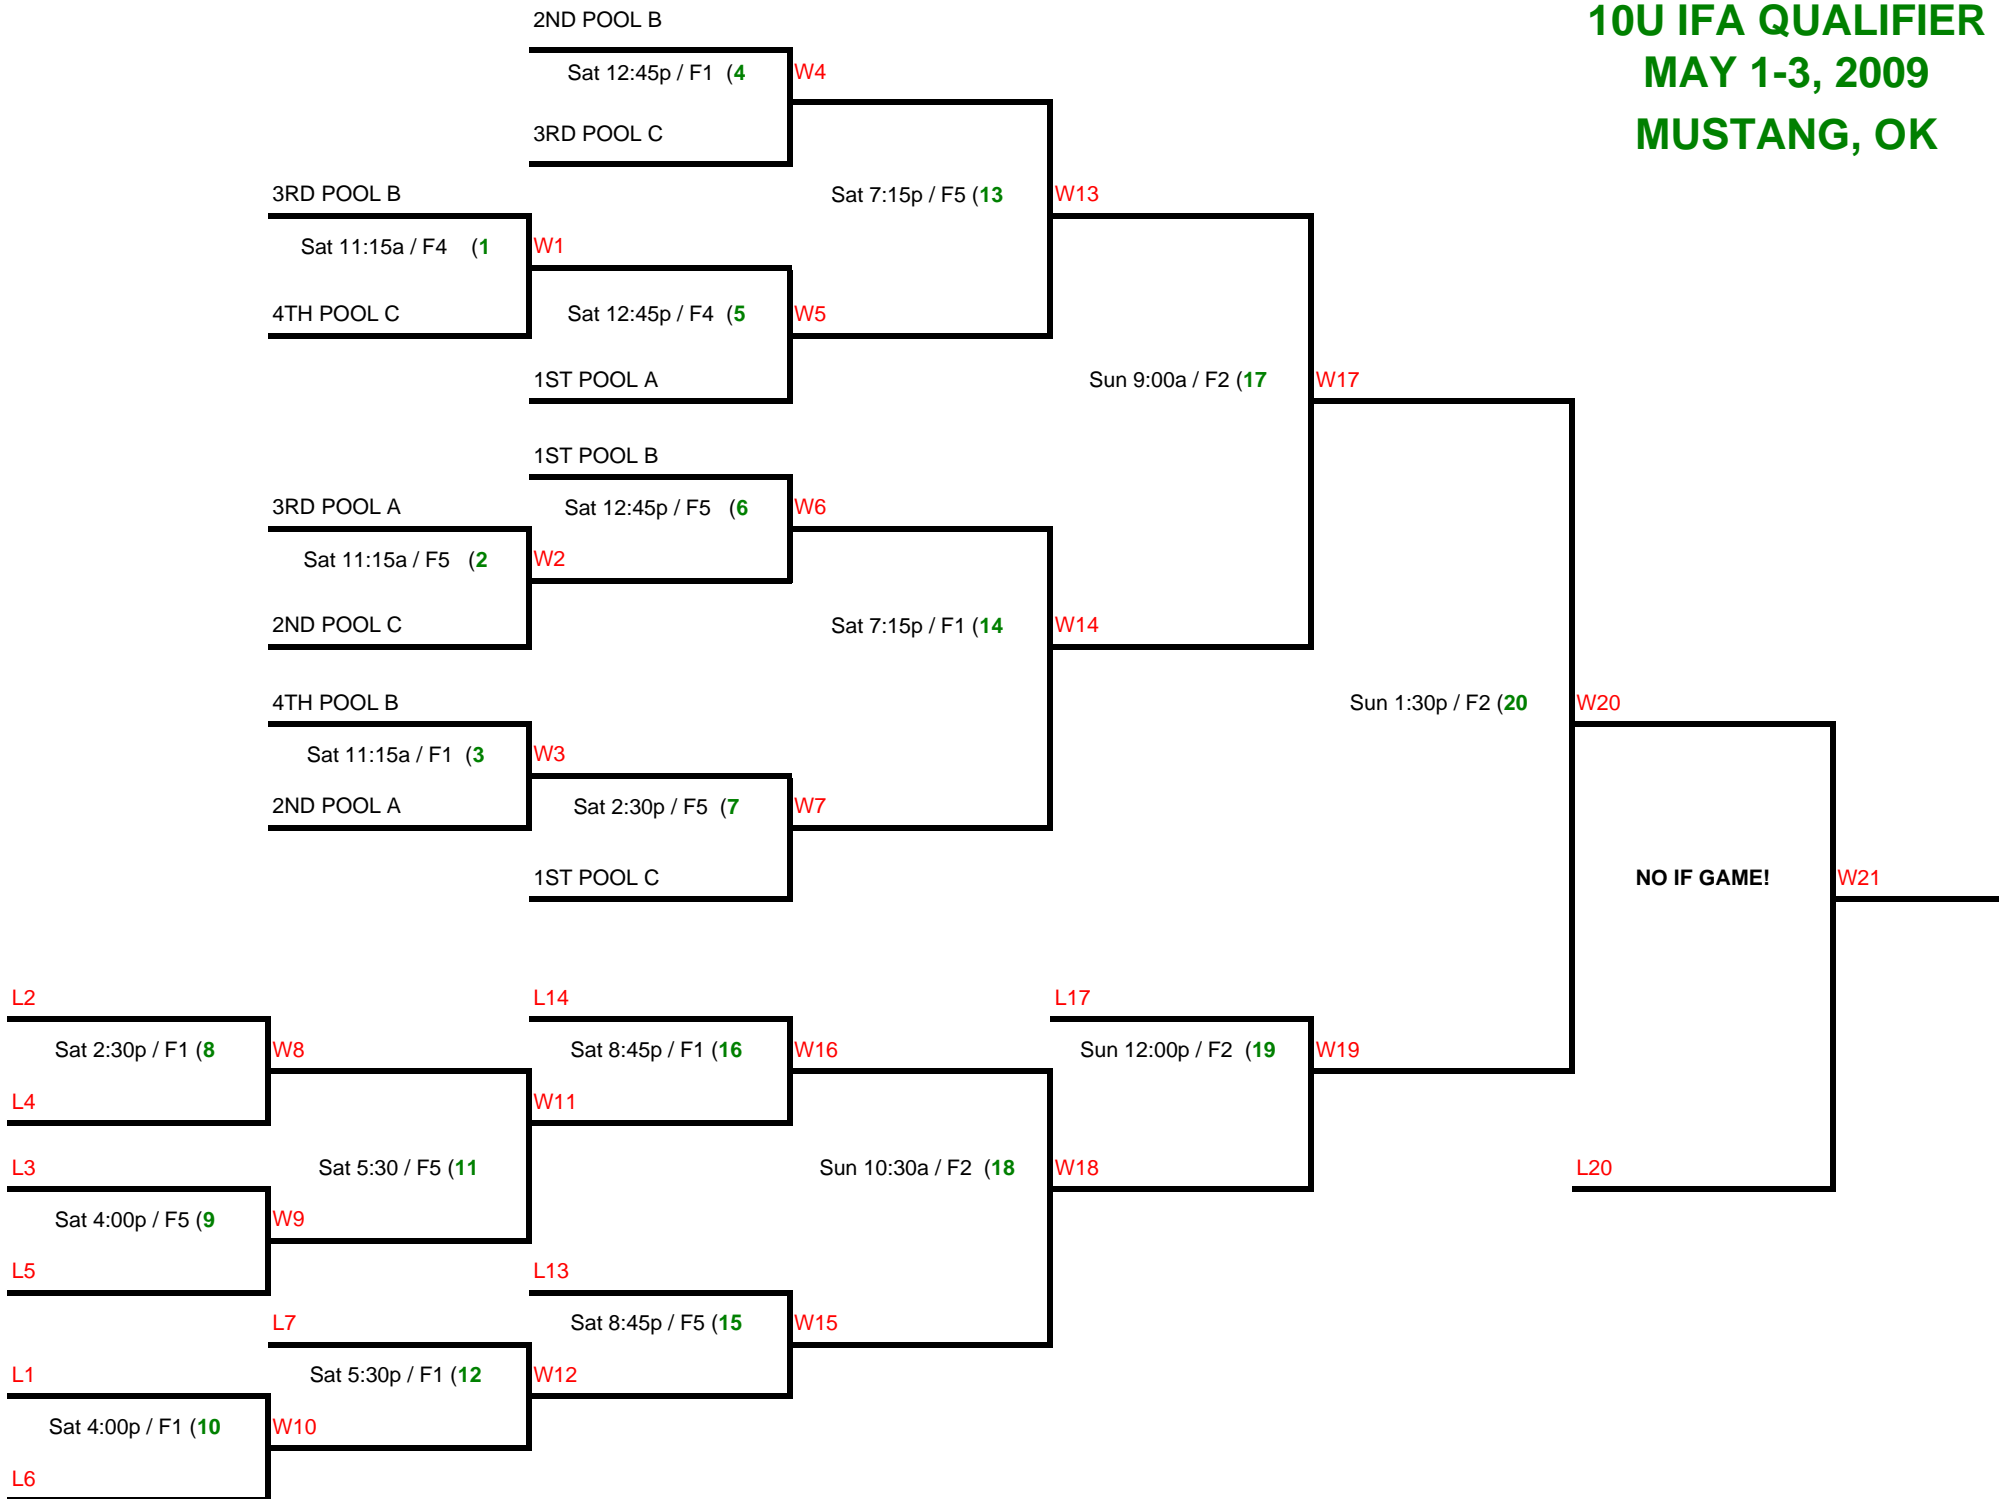 10U IFA QUALIFIER
MAY 1-3, 2009
MUSTANG, OK
2ND POOL B
Sat 12:45p / F1 (4
W4
3RD POOL C
3RD POOL B
Sat 7:15p / F5 (13
W13
Sat 11:15a / F4 (1
W1
4TH POOL C
Sat 12:45p / F4 (5
W5
1ST POOL A
Sun 9:00a / F2 (17
W17
1ST POOL B
3RD POOL A
Sat 12:45p / F5 (6
W6
Sat 11:15a / F5 (2
W2
2ND POOL C
Sat 7:15p / F1 (14
W14
4TH POOL B
Sun 1:30p / F2 (20
W20
Sat 11:15a / F1 (3
W3
2ND POOL A
Sat 2:30p / F5 (7
W7
1ST POOL C
NO IF GAME!
W21
L2
L14
L17
Sat 2:30p / F1 (8
W8
Sat 8:45p / F1 (16
W16
Sun 12:00p / F2 (19
W19
L4
W11
L3
Sat 5:30 / F5 (11
Sun 10:30a / F2 (18
W18
L20
Sat 4:00p / F5 (9
W9
L5
L13
L7
Sat 8:45p / F5 (15
W15
L1
Sat 5:30p / F1 (12
W12
Sat 4:00p / F1 (10
W10
L6